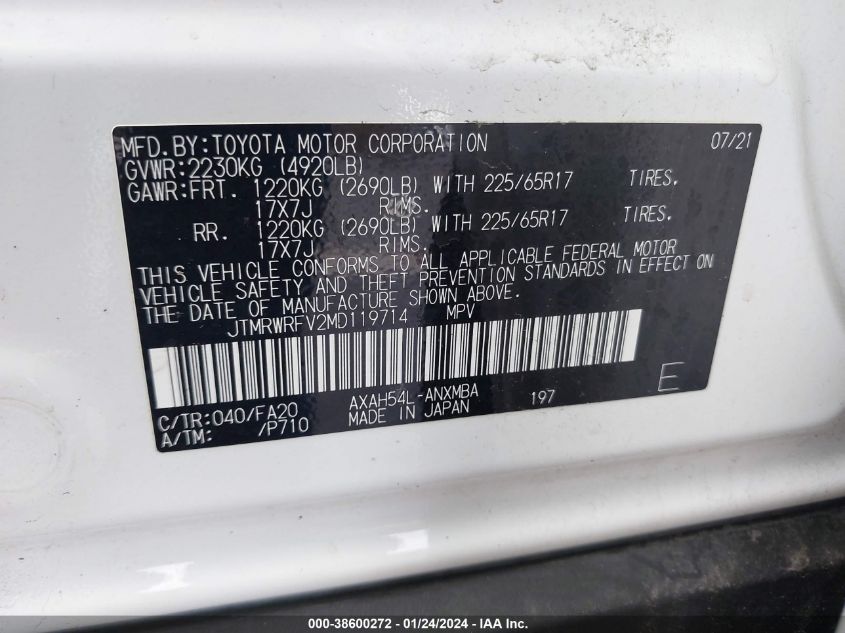 MFD.BY:TOYOTA MOTOR CORPORATION 07/21
GVWR:2230KG (4920LB)
GAWR:FRT. 1220KG (2690LB) WITH 225/65R17 TIRES.
17X7J RIMS.
RR. 1220KG (2690LB) WITH 225/65R17 TIRES.
17X7J RIMS.
THIS VEHICLE CONFORMS TO ALL APPLICABLE FEDERAL MOTOR
VEHICLE SAFETY AND THEFT PREVENTION STANDARDS IN EFFECT ON
THE DATE OF MANUFACTURE SHOWN ABOVE.
JTMRWRFV2MD119714 MPV
C/TR:040/FA20 AXAH54L-ANXMBA 197 E
A/TM: /P710 MADE IN JAPAN
000-38600272 - 01/24/2024 - IAA Inc.